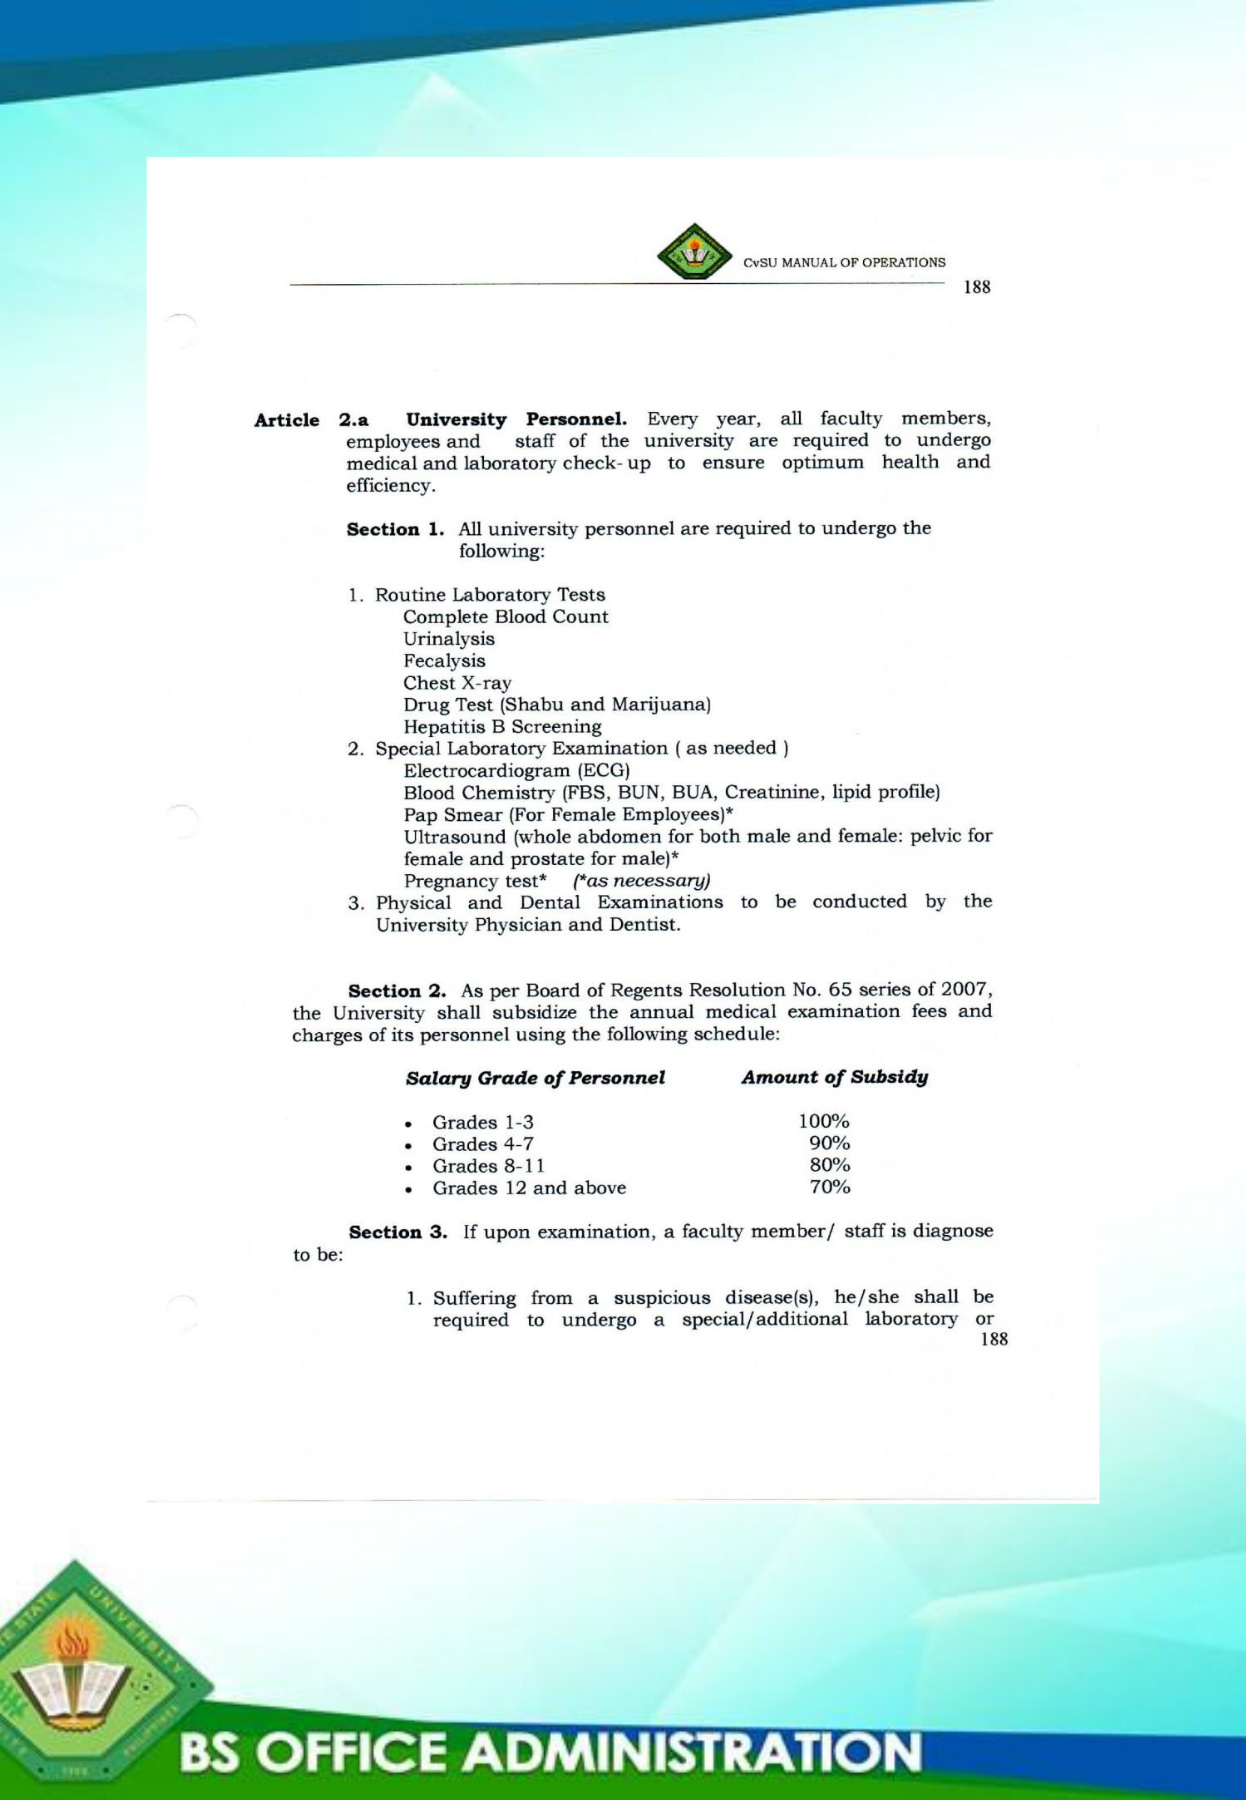 CvSU MANUAL OF OPERATIONS
188
Article 2.a University Personnel. Every year, all faculty members,
employees and staff of the university are required to undergo
medical and laboratory check- up to ensure optimum health and
efficiency.
Section 1. All university personnel are required to undergo the
following:
1. Routine Laboratory Tests
Complete Blood Count
Urinalysis
Fecalysis
Chest X-ray
Drug Test (Shabu and Marijuana)
Hepatitis B Screening
2. Special Laboratory Examination ( as needed )
Electrocardiogram (ECG)
Blood Chemistry (FBS, BUN, BUA, Creatinine, lipid profile)
Pap Smear (For Female Employees)*
Ultrasound (whole abdomen for both male and female: pelvic for
female and prostate for male)*
Pregnancy test* (*as necessary)
3. Physical and Dental Examinations to be conducted by the
University Physician and Dentist.
Section 2. As per Board of Regents Resolution No. 65 series of 2007,
the University shall subsidize the annual medical examination fees and
charges of its personnel using the following schedule:
Salary Grade of Personnel Amount of Subsidy
• Grades 1-3 100%
• Grades 4-7 90%
• Grades 8-11 80%
• Grades 12 and above 70%
Section 3. If upon examination, a faculty member/ staff is diagnose
to be:
1. Suffering from a suspicious disease(s), he/she shall be
required to undergo a special/additional laboratory or
188
STATE UNIVERSITY
BS OFFICE ADMINISTRATION